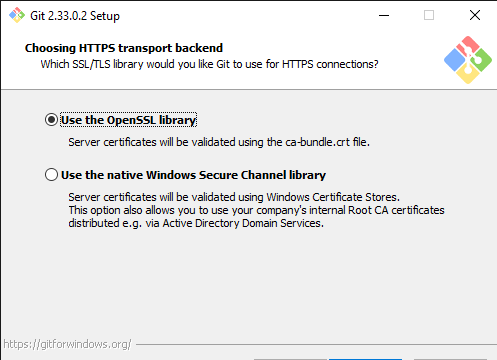 Git 2.33.0.2 Setup
Choosing HTTPS transport backend
Which SSL/TLS library would you like Git to use for HTTPS connections?
Use the OpenSSL library
Server certificates will be validated using the ca-bundle.crt file.
Use the native Windows Secure Channel library
Server certificates will be validated using Windows Certificate Stores.
This option also allows you to use your company's internal Root CA certificates
distributed e.g. via Active Directory Domain Services.
https://gitforwindows.org/